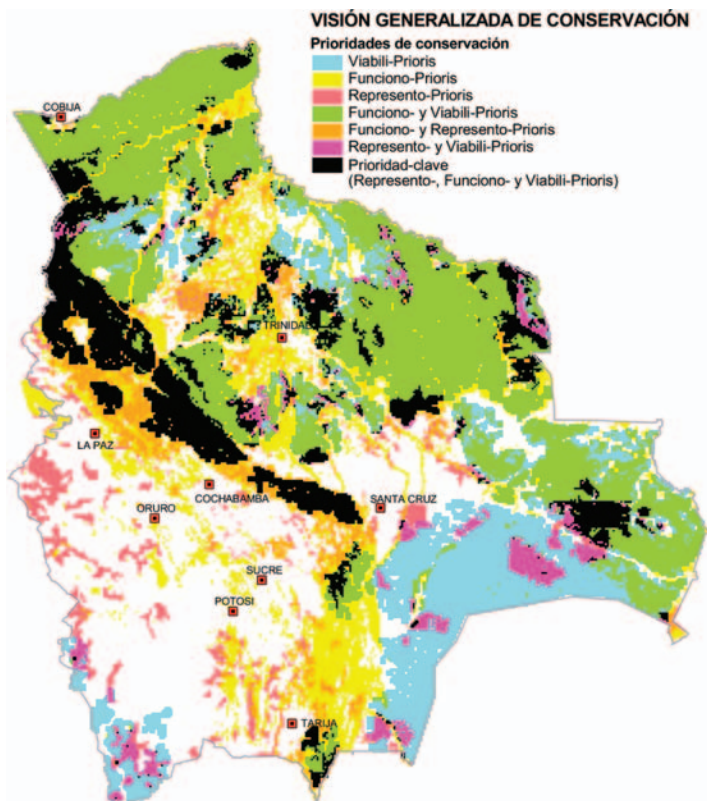 VISIÓN GENERALIZADA DE CONSERVACIÓN
Prioridades de conservación
Viabili-Prioris
Funciono-Prioris
Represento-Prioris
Funciono- y Viabili-Prioris
Funciono- y Represento-Prioris
Represento- y Viabili-Prioris
Prioridad-clave
(Represento-, Funciono- y Viabili-Prioris)
COBIJA
TRINIDAD
LA PAZ
COCHABAMBA
SANTA CRUZ
ORURO
SUCRE
POTOSI
TARIJA